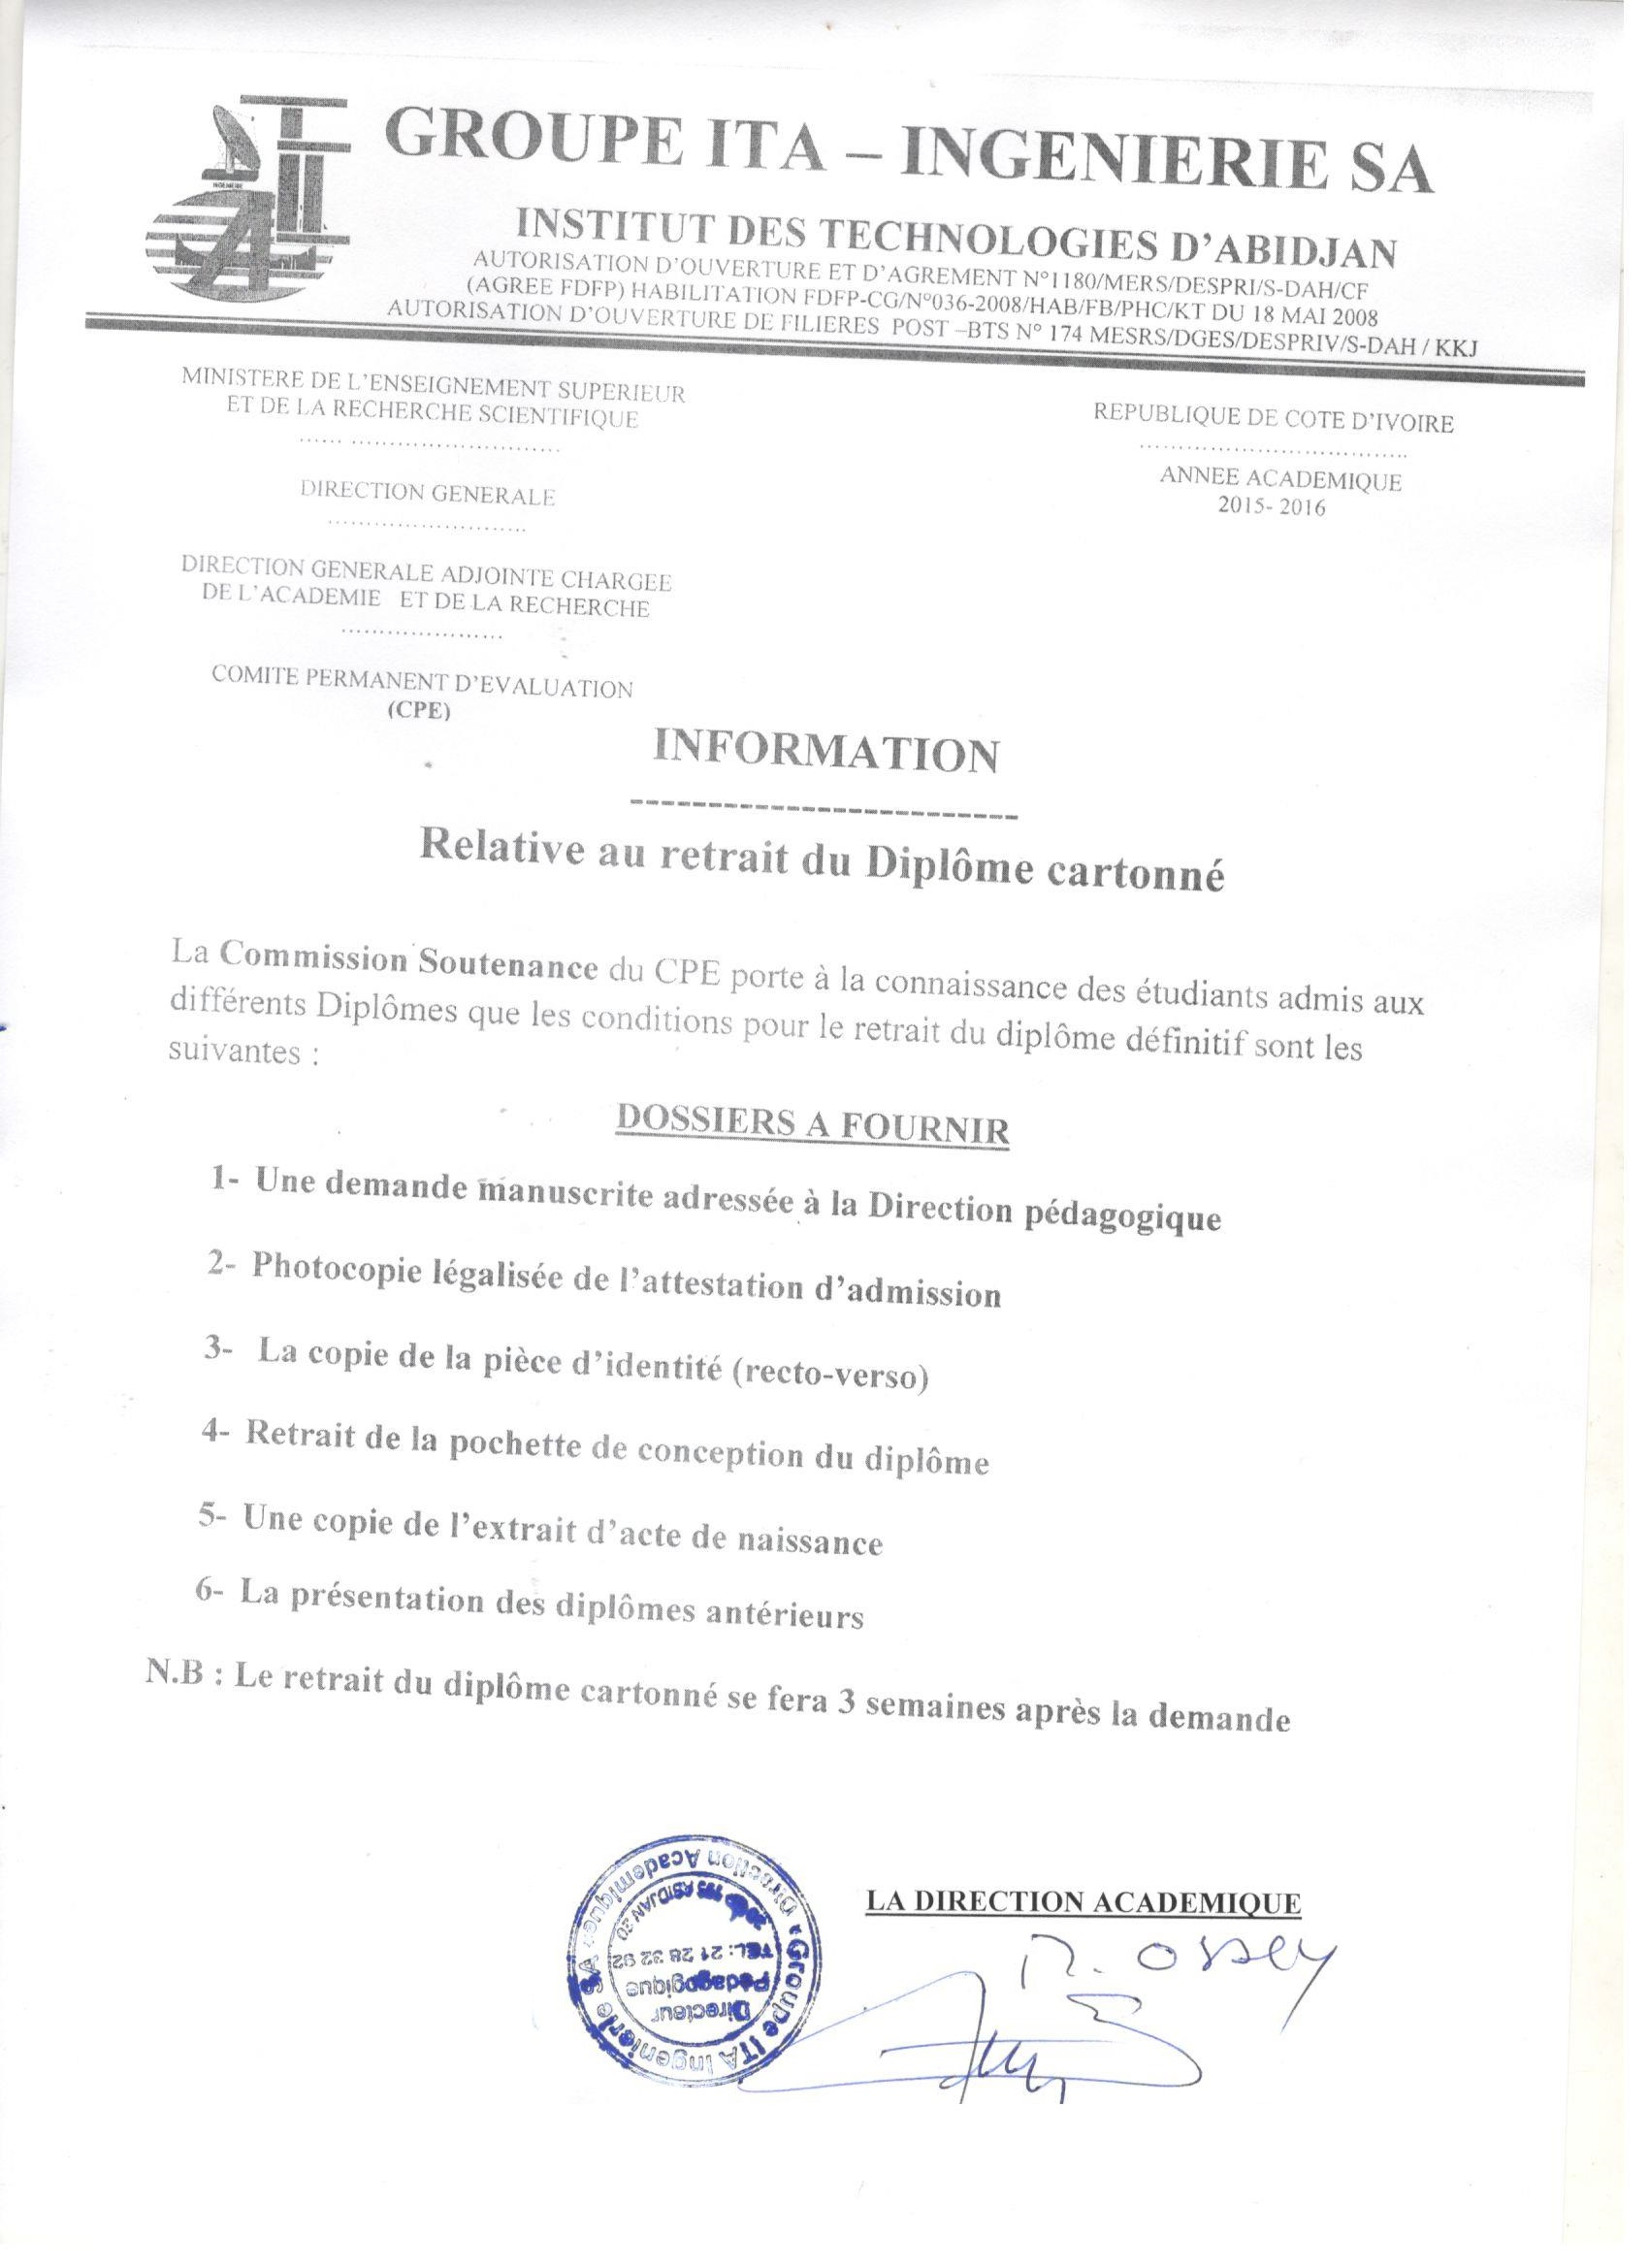 GROUPE ITA – INGENIERIE SA
INSTITUT DES TECHNOLOGIES D'ABIDJAN
AUTORISATION D'OUVERTURE ET D'AGREMENT N°1180/MERS/DESPRI/S-DAH/CF
(AGREE FDFP) HABILITATION FDFP-CG/N°036-2008/HAB/FB/PHC/KT DU 18 MAI 2008
AUTORISATION D'OUVERTURE DE FILIERES POST –BTS N° 174 MESRS/DGES/DESPRIV/S-DAH / KKJ
INGENIERIE
MINISTERE DE L'ENSEIGNEMENT SUPERIEUR
ET DE LA RECHERCHE SCIENTIFIQUE
DIRECTION GENERALE
DIRECTION GENERALE ADJOINTE CHARGEE
DE L'ACADEMIE ET DE LA RECHERCHE
COMITE PERMANENT D'EVALUATION
(CPE)
REPUBLIQUE DE COTE D'IVOIRE
ANNEE ACADEMIQUE
2015- 2016
INFORMATION
Relative au retrait du Diplôme cartonné
La Commission Soutenance du CPE porte à la connaissance des étudiants admis aux
différents Diplômes que les conditions pour le retrait du diplôme définitif sont les
suivantes :
DOSSIERS A FOURNIR
1- Une demande manuscrite adressée à la Direction pédagogique
2- Photocopie légalisée de l'attestation d'admission
3- La copie de la pièce d'identité (recto-verso)
4- Retrait de la pochette de conception du diplôme
5- Une copie de l'extrait d'acte de naissance
6- La présentation des diplômes antérieurs
N.B : Le retrait du diplôme cartonné se fera 3 semaines après la demande
LA DIRECTION ACADEMIQUE
Ossey
Groupe ITA Ingenierie SA
Direction Academique
Directeur
Pédagogique
TEL: 21 28 32 92
ABIDJAN 20